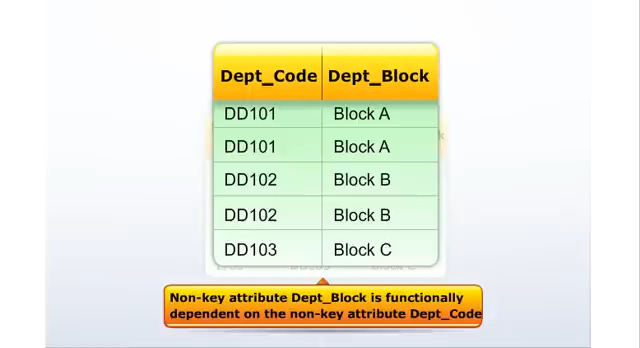 Dept_Code Dept_Block
DD101 Block A
DD101 Block A
DD102 Block B
DD102 Block B
DD103 Block C
Non-key attribute Dept_Block is functionally
dependent on the non-key attribute Dept_Code